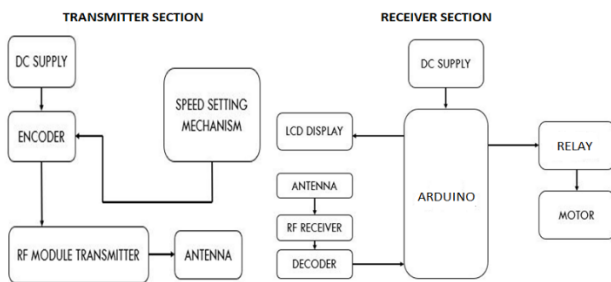 TRANSMITTER SECTION
DC SUPPLY
SPEED SETTING
MECHANISM
ENCODER
RF MODULE TRANSMITTER
ANTENNA
RECEIVER SECTION
DC SUPPLY
LCD DISPLAY
ARDUINO
RELAY
MOTOR
ANTENNA
RF RECEIVER
DECODER